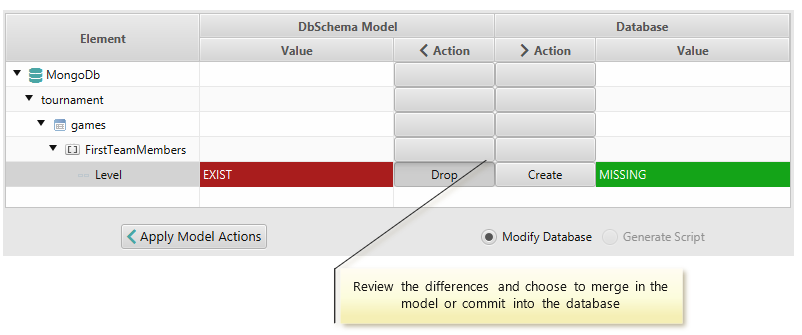 Element
DbSchema Model
Database
Value
Action
Action
Value
MongoDb
tournament
games
FirstTeamMembers
Level
EXIST
Drop
Create
MISSING
Apply Model Actions
Modify Database
Generate Script
Review the differences and choose to merge in the
model or commit into the database